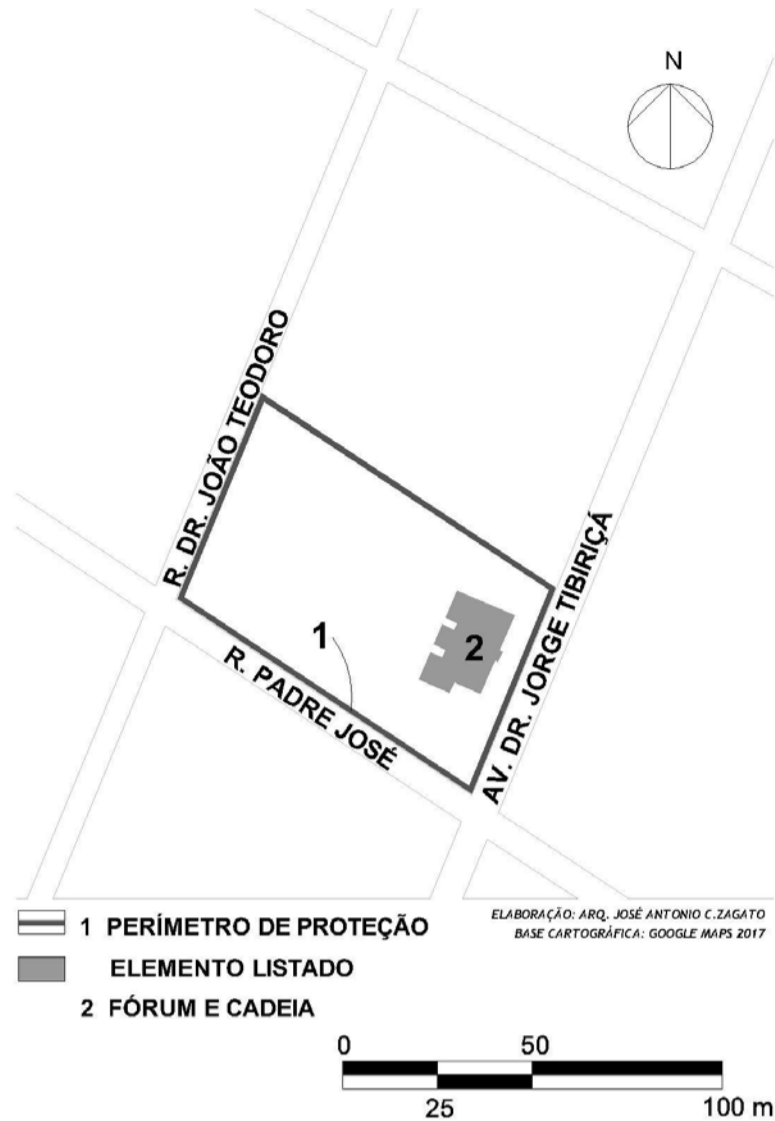 N
R. DR. JOÃO TEODORO
AV. DR. JORGE TIBIRIÇÁ
1
2
R. PADRE JOSÉ
1 PERÍMETRO DE PROTEÇÃO
ELEMENTO LISTADO
2 FÓRUM E CADEIA
ELABORAÇÃO: ARQ. JOSÉ ANTONIO C.ZAGATO
BASE CARTOGRÁFICA: GOOGLE MAPS 2017
0 50
25 100 m